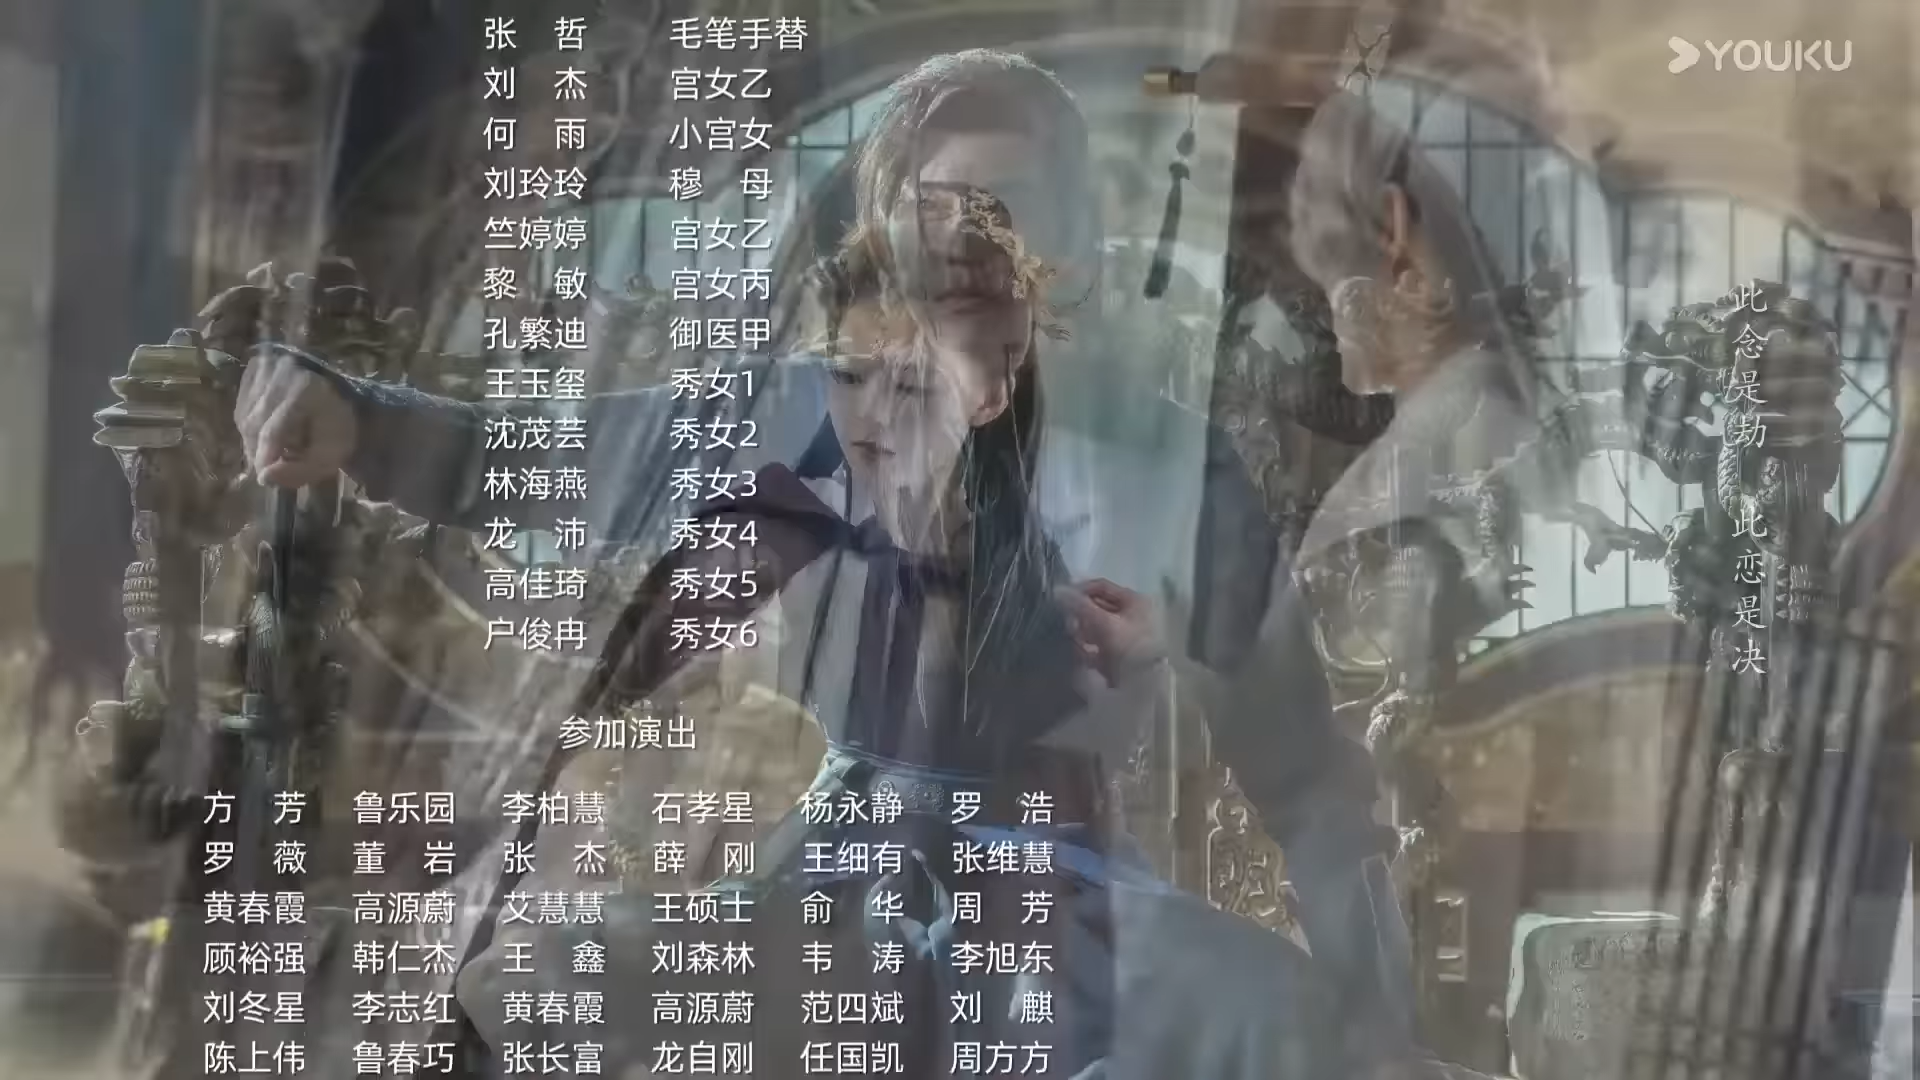 YOUKU
张 哲 毛笔手替
刘 杰 宫女乙
何 雨 小宫女
刘玲玲 穆 母
竺婷婷 宫女乙
黎 敏 宫女丙
孔繁迪 御医甲
王玉玺 秀女1
沈茂芸 秀女2
林海燕 秀女3
龙 沛 秀女4
高佳琦 秀女5
户俊冉 秀女6
参加演出
方 芳 鲁乐园 李柏慧 石孝星 杨永静 罗 浩
罗 薇 董 岩 张 杰 薛 刚 王细有 张维慧
黄春霞 高源蔚 艾慧慧 王硕士 俞 华 周 芳
顾裕强 韩仁杰 王 鑫 刘森林 韦 涛 李旭东
刘冬星 李志红 黄春霞 高源蔚 范四斌 刘 麒
陈上伟 鲁春巧 张长富 龙自刚 任国凯 周方方
此念是劫 此恋是决